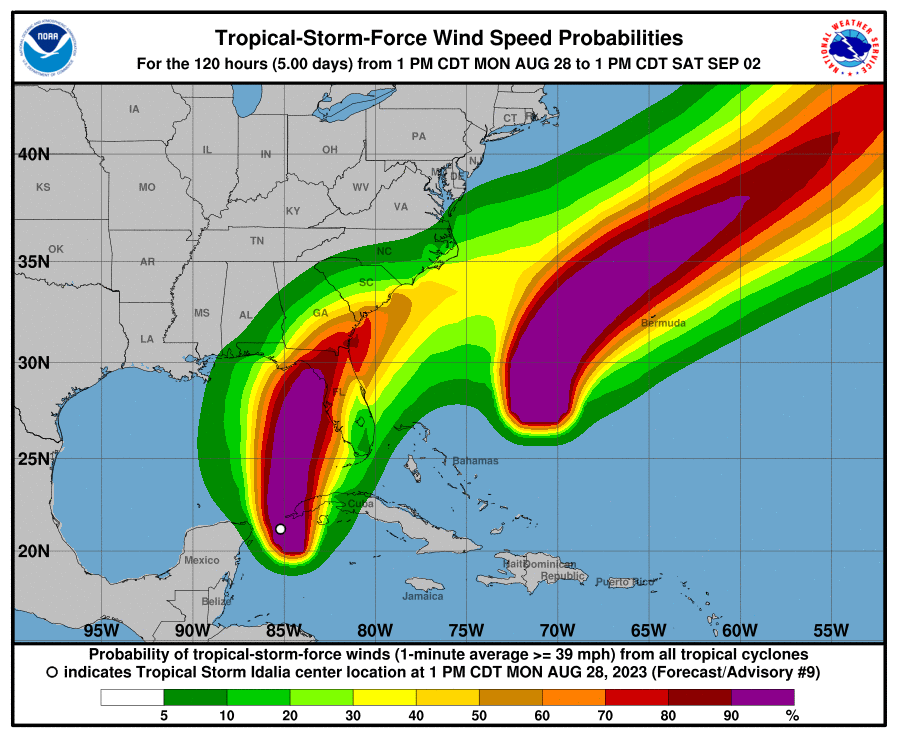 Tropical-Storm-Force Wind Speed Probabilities
For the 120 hours (5.00 days) from 1 PM CDT MON AUG 28 to 1 PM CDT SAT SEP 02
NOAA
NATIONAL WEATHER SERVICE
IA
IL
IN
OH
PA
CT
NJ
DE
40N
KS
MO
WV
KY
VA
OK
TN
NC
35N
AR
SC
MS
AL
GA
Bermuda
LA
30N
FL
25N
Bahamas
Cuba
20N
Mexico
Haiti
Dominican
Republic
Puerto Rico
Jamaica
Belize
95W 90W 85W 80W 75W 70W 65W 60W 55W
Probability of tropical-storm-force winds (1-minute average >= 39 mph) from all tropical cyclones
indicates Tropical Storm Idalia center location at 1 PM CDT MON AUG 28, 2023 (Forecast/Advisory #9)
5 10 20 30 40 50 60 70 80 90 %